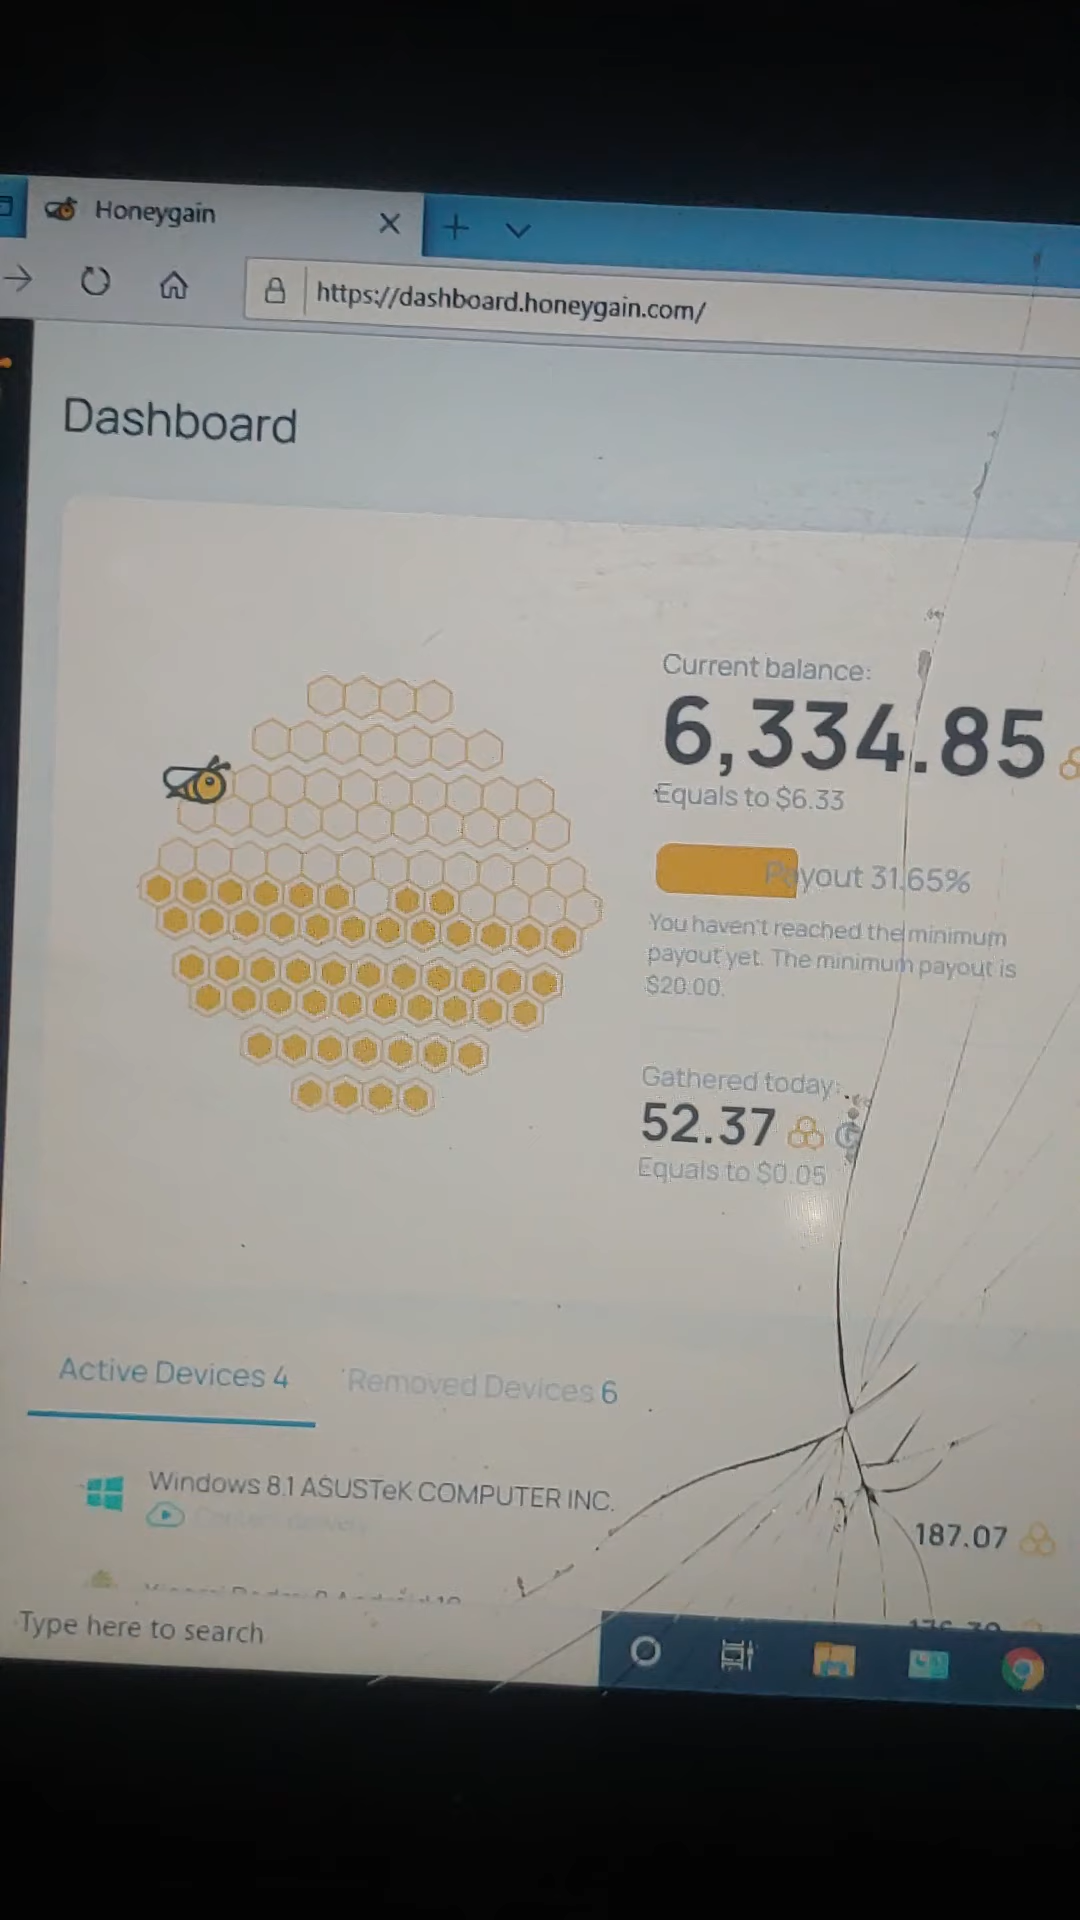 Honeygain
https://dashboard.honeygain.com/
Dashboard
Current balance:
6,334.85
Equals to $6.33
Payout 31.65%
You haven't reached the minimum
payout yet. The minimum payout is
$20.00.
Gathered today:
52.37
Equals to $0.05
Active Devices 4
Removed Devices 6
Windows 8.1 ASUSTeK COMPUTER INC.
187.07
Type here to search